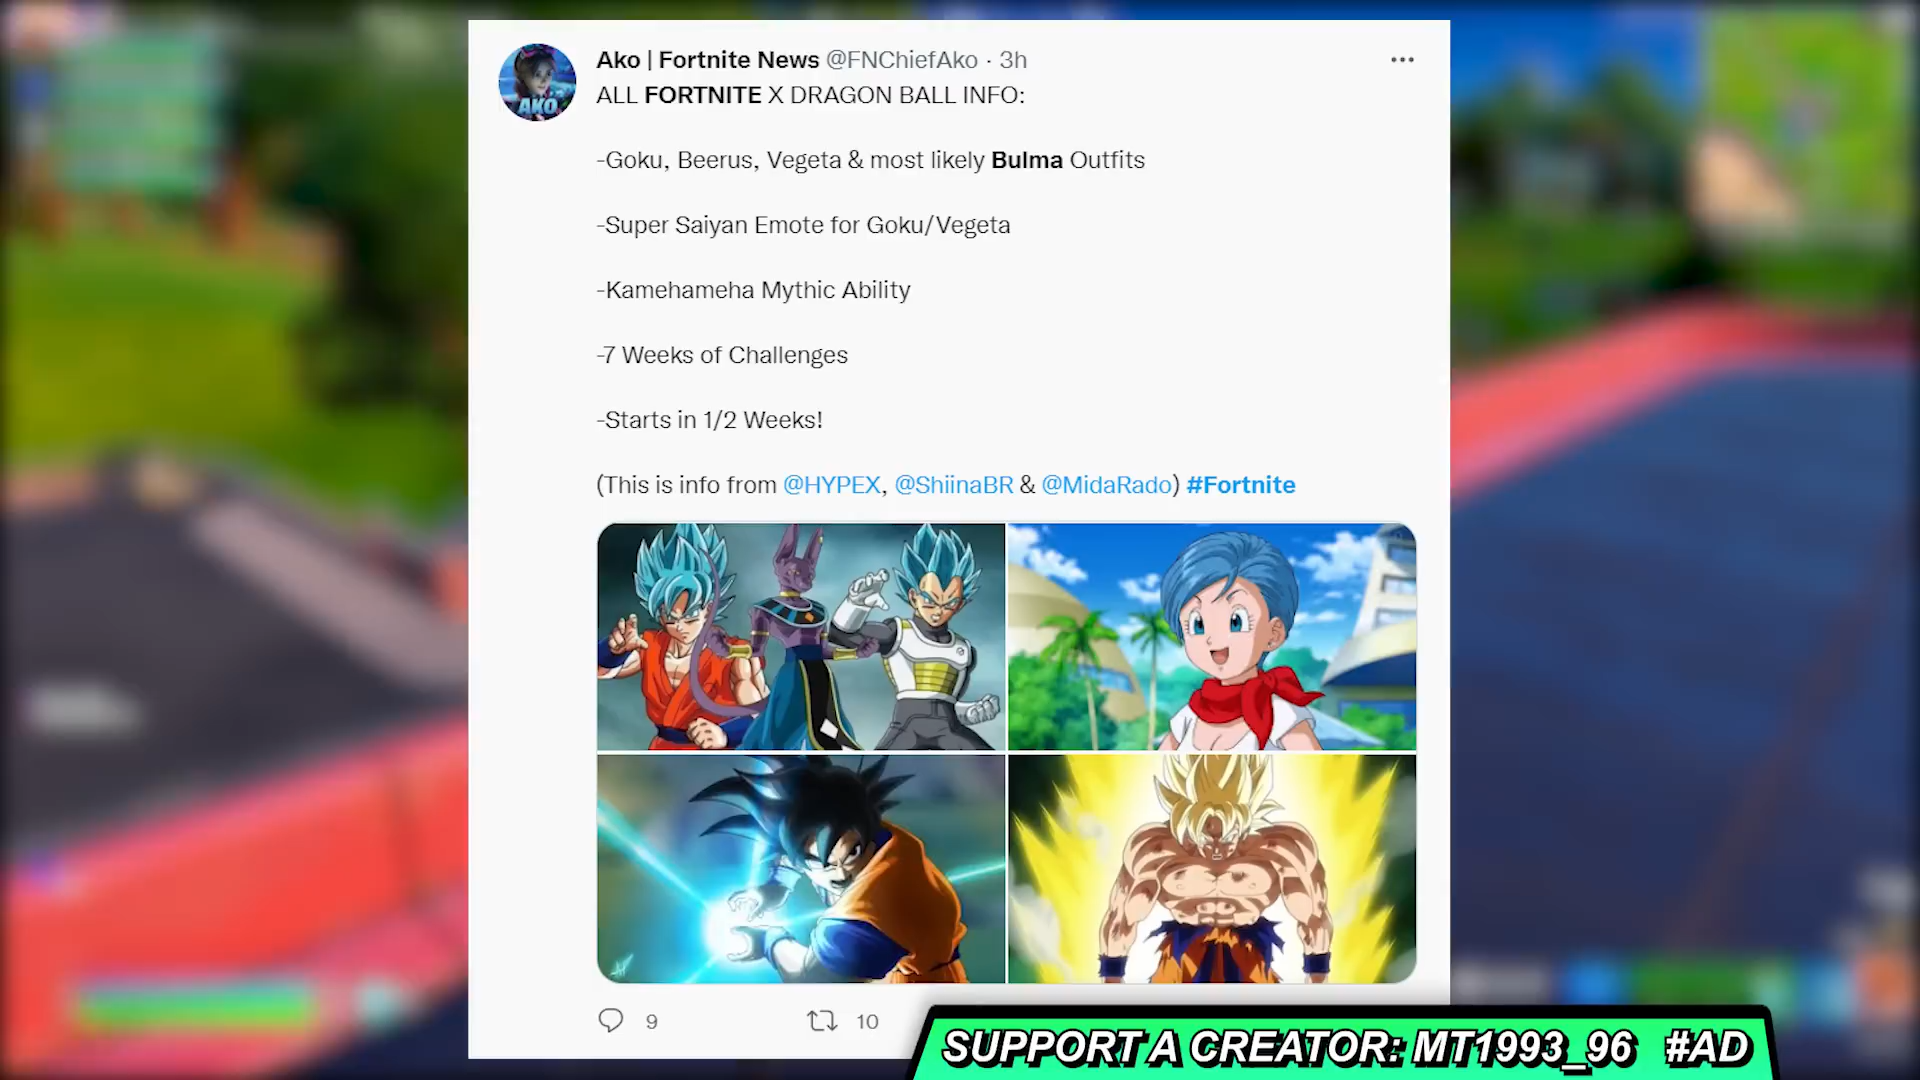 Ako | Fortnite News @FNChiefAko · 3h
ALL FORTNITE X DRAGON BALL INFO:
-Goku, Beerus, Vegeta & most likely Bulma Outfits
-Super Saiyan Emote for Goku/Vegeta
-Kamehameha Mythic Ability
-7 Weeks of Challenges
-Starts in 1/2 Weeks!
(This is info from @HYPEX, @ShiinaBR & @MidaRado) #Fortnite
AKO
9
10
SUPPORT A CREATOR: MT1993_96 #AD